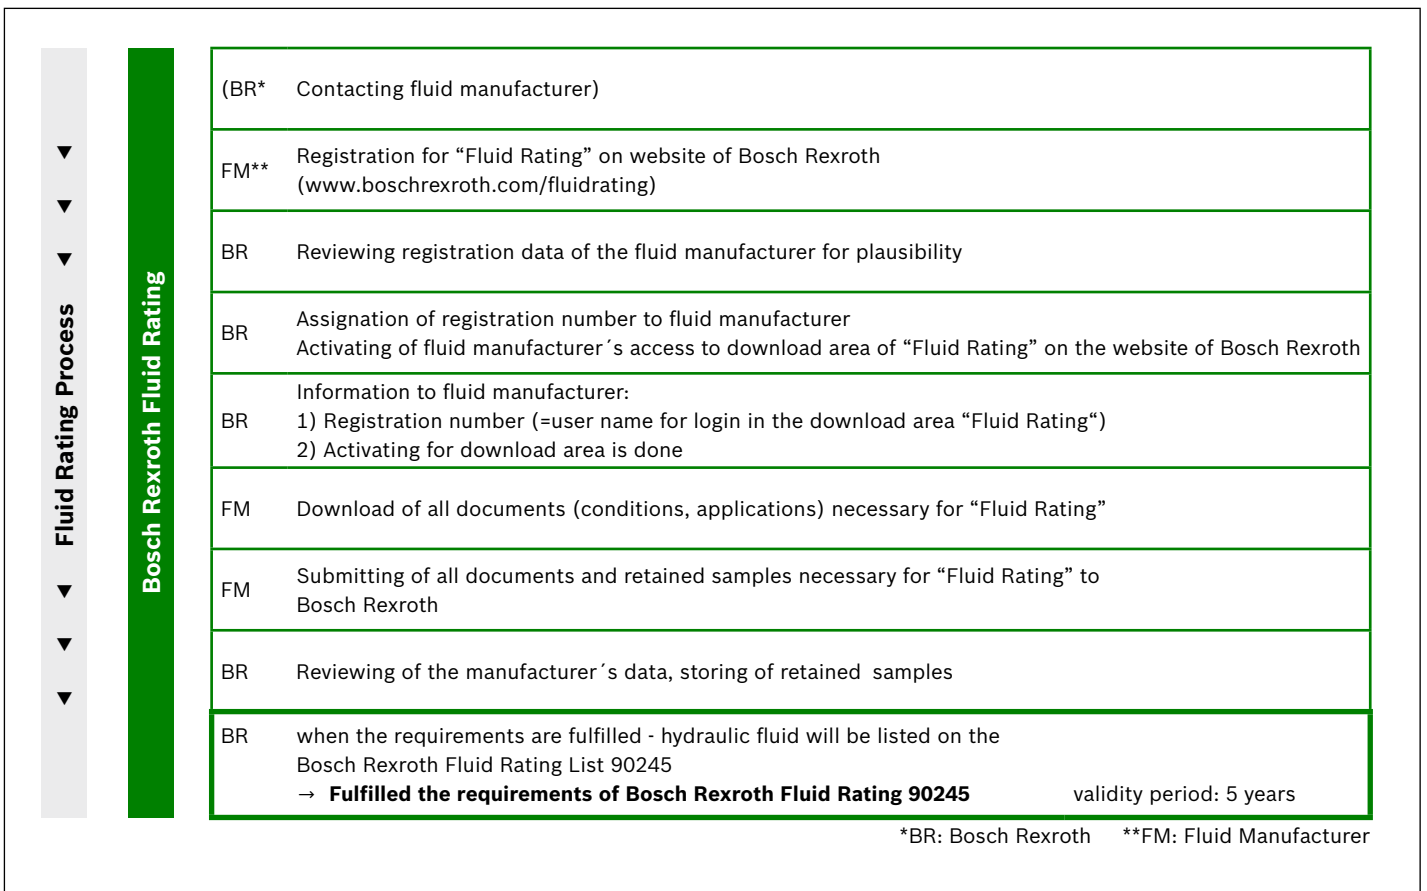 Fluid Rating Process
Bosch Rexroth Fluid Rating
(BR* Contacting fluid manufacturer)
FM** Registration for “Fluid Rating” on website of Bosch Rexroth
(www.boschrexroth.com/fluidrating)
BR Reviewing registration data of the fluid manufacturer for plausibility
BR Assignation of registration number to fluid manufacturer
Activating of fluid manufacturer´s access to download area of “Fluid Rating” on the website of Bosch Rexroth
BR Information to fluid manufacturer:
1) Registration number (=user name for login in the download area “Fluid Rating“)
2) Activating for download area is done
FM Download of all documents (conditions, applications) necessary for “Fluid Rating”
FM Submitting of all documents and retained samples necessary for “Fluid Rating” to
Bosch Rexroth
BR Reviewing of the manufacturer´s data, storing of retained samples
BR when the requirements are fulfilled - hydraulic fluid will be listed on the
Bosch Rexroth Fluid Rating List 90245
→ Fulfilled the requirements of Bosch Rexroth Fluid Rating 90245 validity period: 5 years
*BR: Bosch Rexroth **FM: Fluid Manufacturer